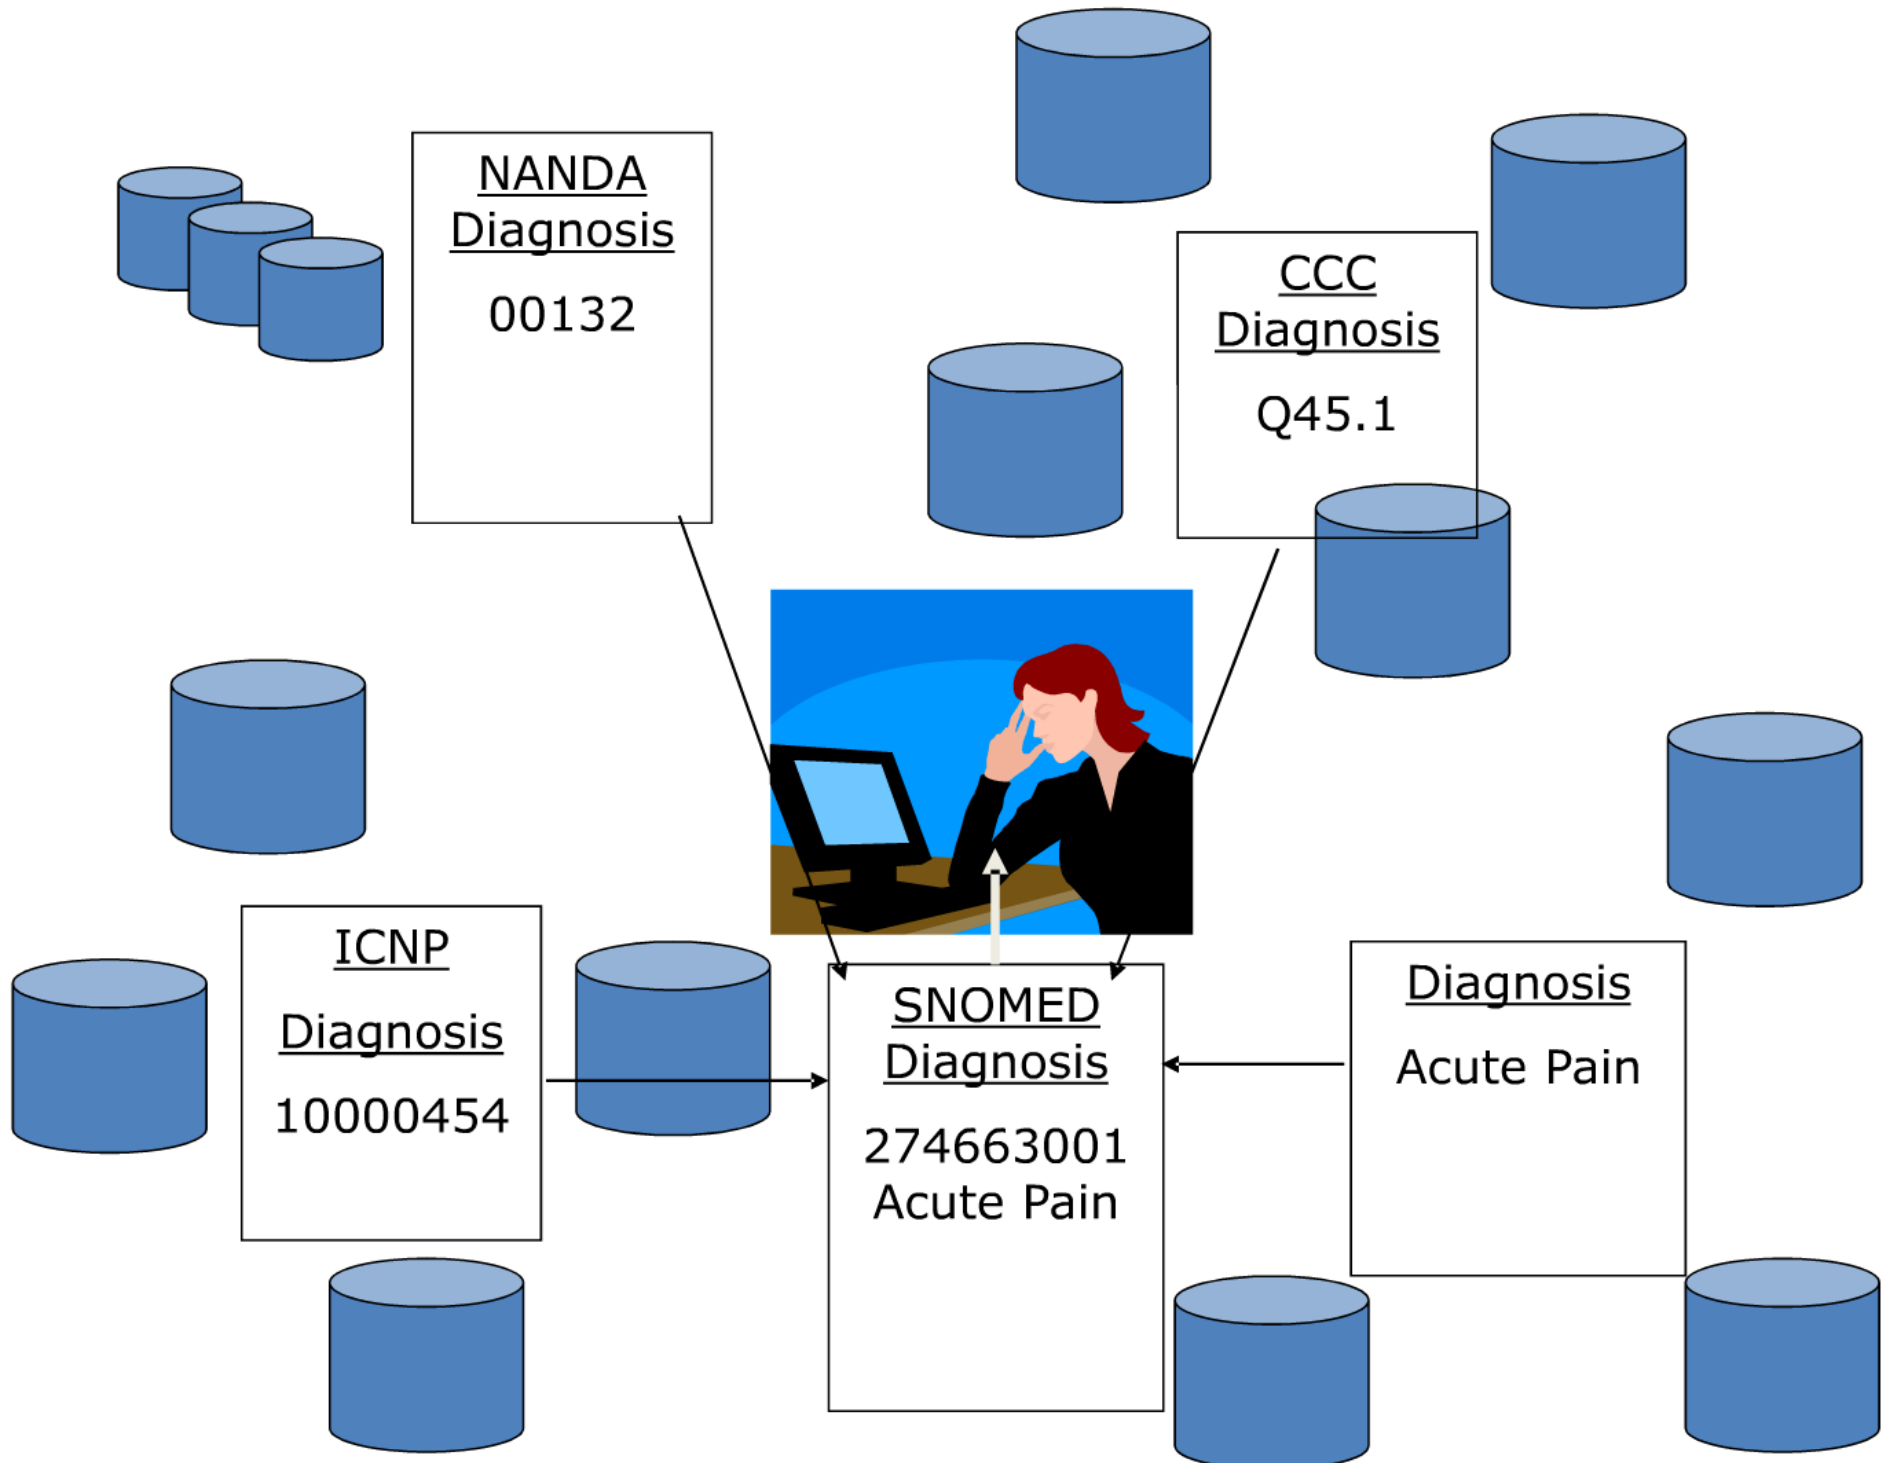 NANDA
Diagnosis
00132
CCC
Diagnosis
Q45.1
ICNP
Diagnosis
10000454
SNOMED
Diagnosis
274663001
Acute Pain
Diagnosis
Acute Pain